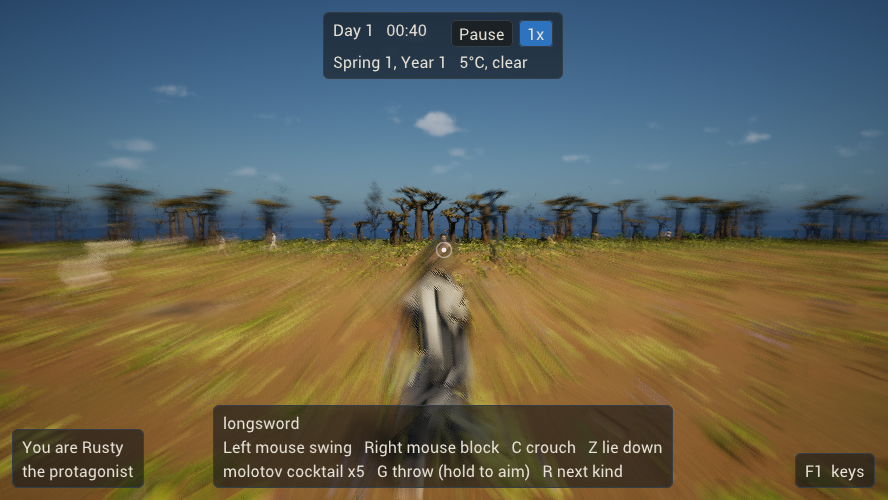 Day 1 00:40 Pause 1x
Spring 1, Year 1 5°C, clear
longsword
Left mouse swing Right mouse block C crouch Z lie down
molotov cocktail x5 G throw (hold to aim) R next kind
You are Rusty
the protagonist
F1 keys